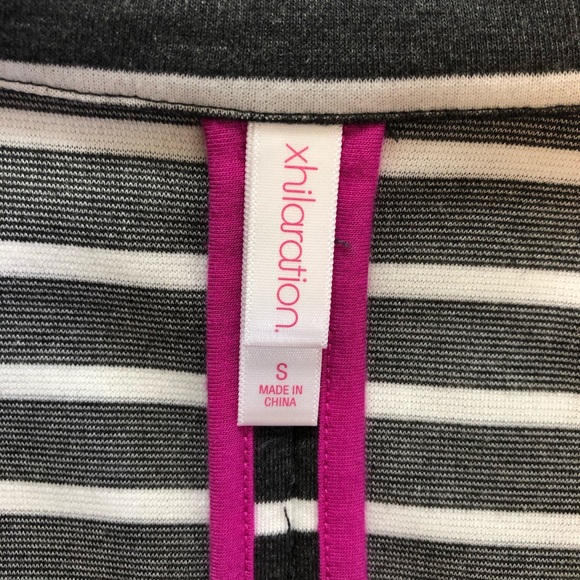 xhilaration.
S
MADE IN
CHINA